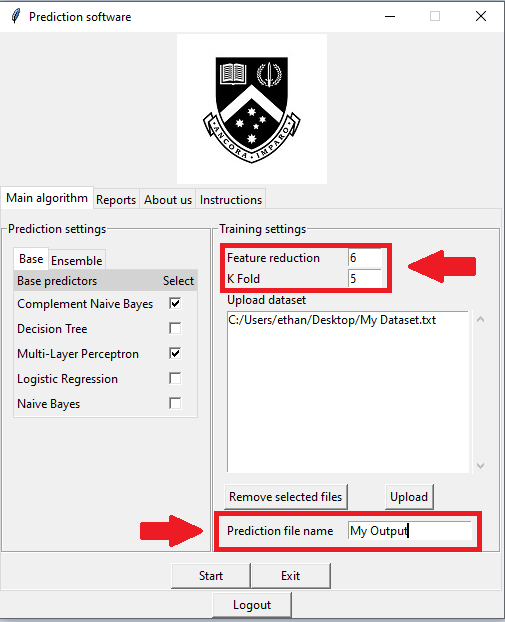 Prediction software
ANCORA IMPARO
Main algorithm Reports About us Instructions
Prediction settings
Base Ensemble
Base predictors Select
Complement Naive Bayes
Decision Tree
Multi-Layer Perceptron
Logistic Regression
Naive Bayes
Training settings
Feature reduction 6
K Fold 5
Upload dataset
C:/Users/ethan/Desktop/My Dataset.txt
Remove selected files Upload
Prediction file name My Output
Start Exit
Logout